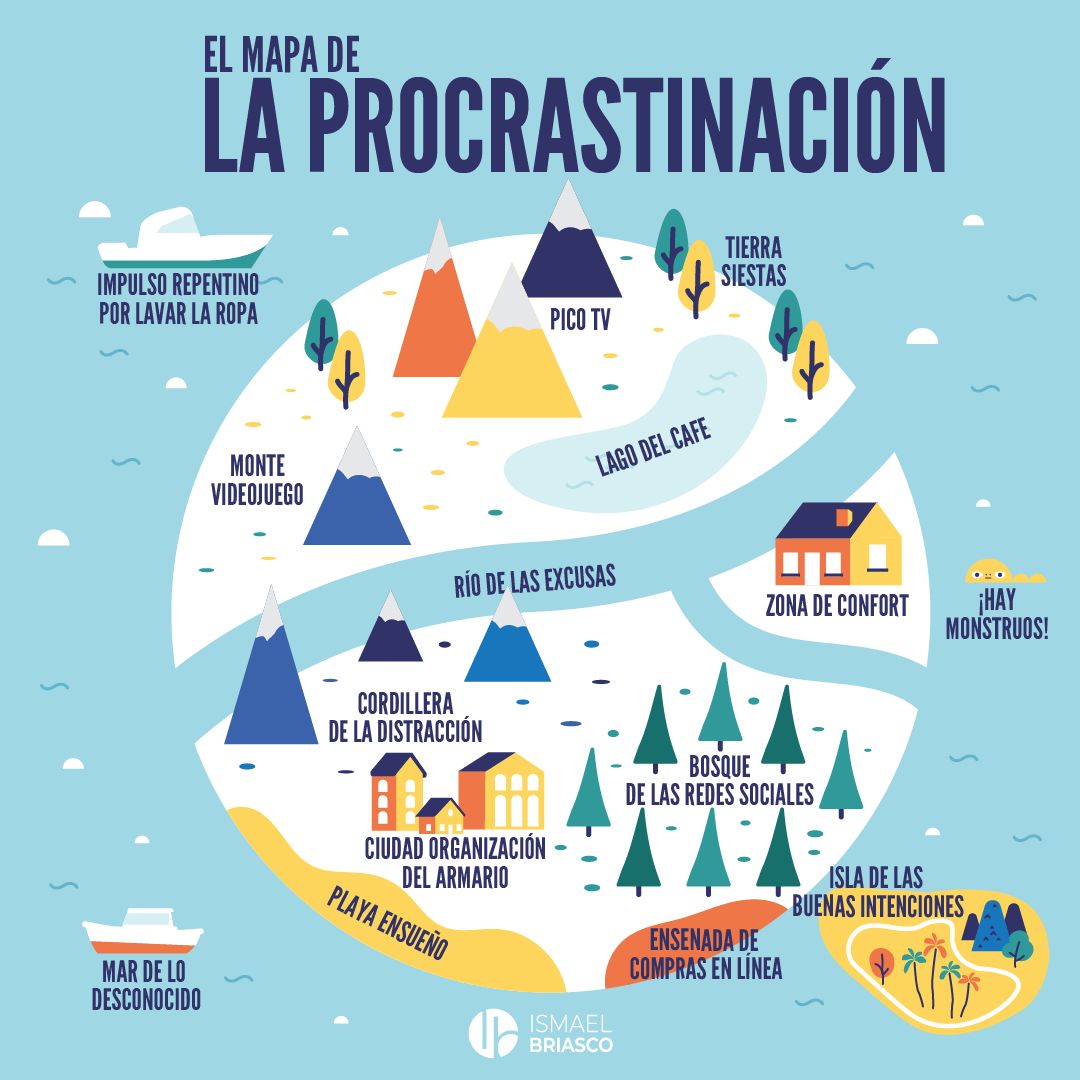 EL MAPA DE
LA PROCRASTINACIÓN
IMPULSO REPENTINO
POR LAVAR LA ROPA
TIERRA
SIESTAS
PICO TV
LAGO DEL CAFE
MONTE
VIDEOJUEGO
RÍO DE LAS EXCUSAS
ZONA DE CONFORT
¡HAY
MONSTRUOS!
CORDILLERA
DE LA DISTRACCIÓN
BOSQUE
DE LAS REDES SOCIALES
CIUDAD ORGANIZACIÓN
DEL ARMARIO
PLAYA ENSUEÑO
ENSENADA DE
COMPRAS EN LÍNEA
ISLA DE LAS
BUENAS INTENCIONES
MAR DE LO
DESCONOCIDO
ISMAEL
BRIASCO